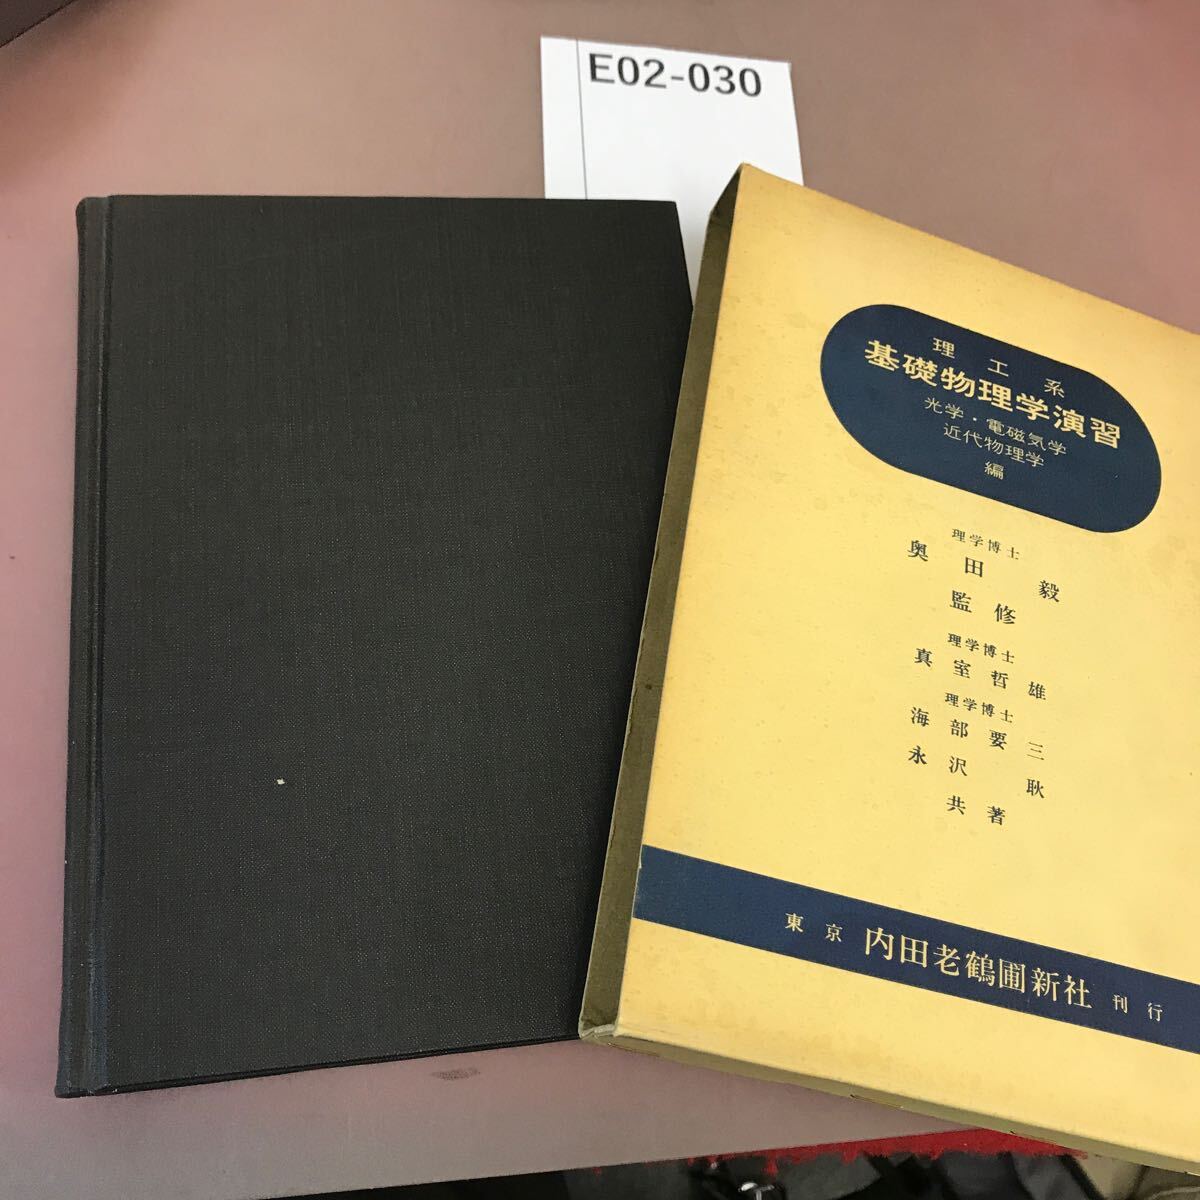 E02-030
理工系
基礎物理学演習
光学・電磁気学
近代物理学
編
理学博士
奥田毅
監修
理学博士
真室哲雄
理学博士
海部要三
永沢耿
共著
東京 内田老鶴圃新社 刊行